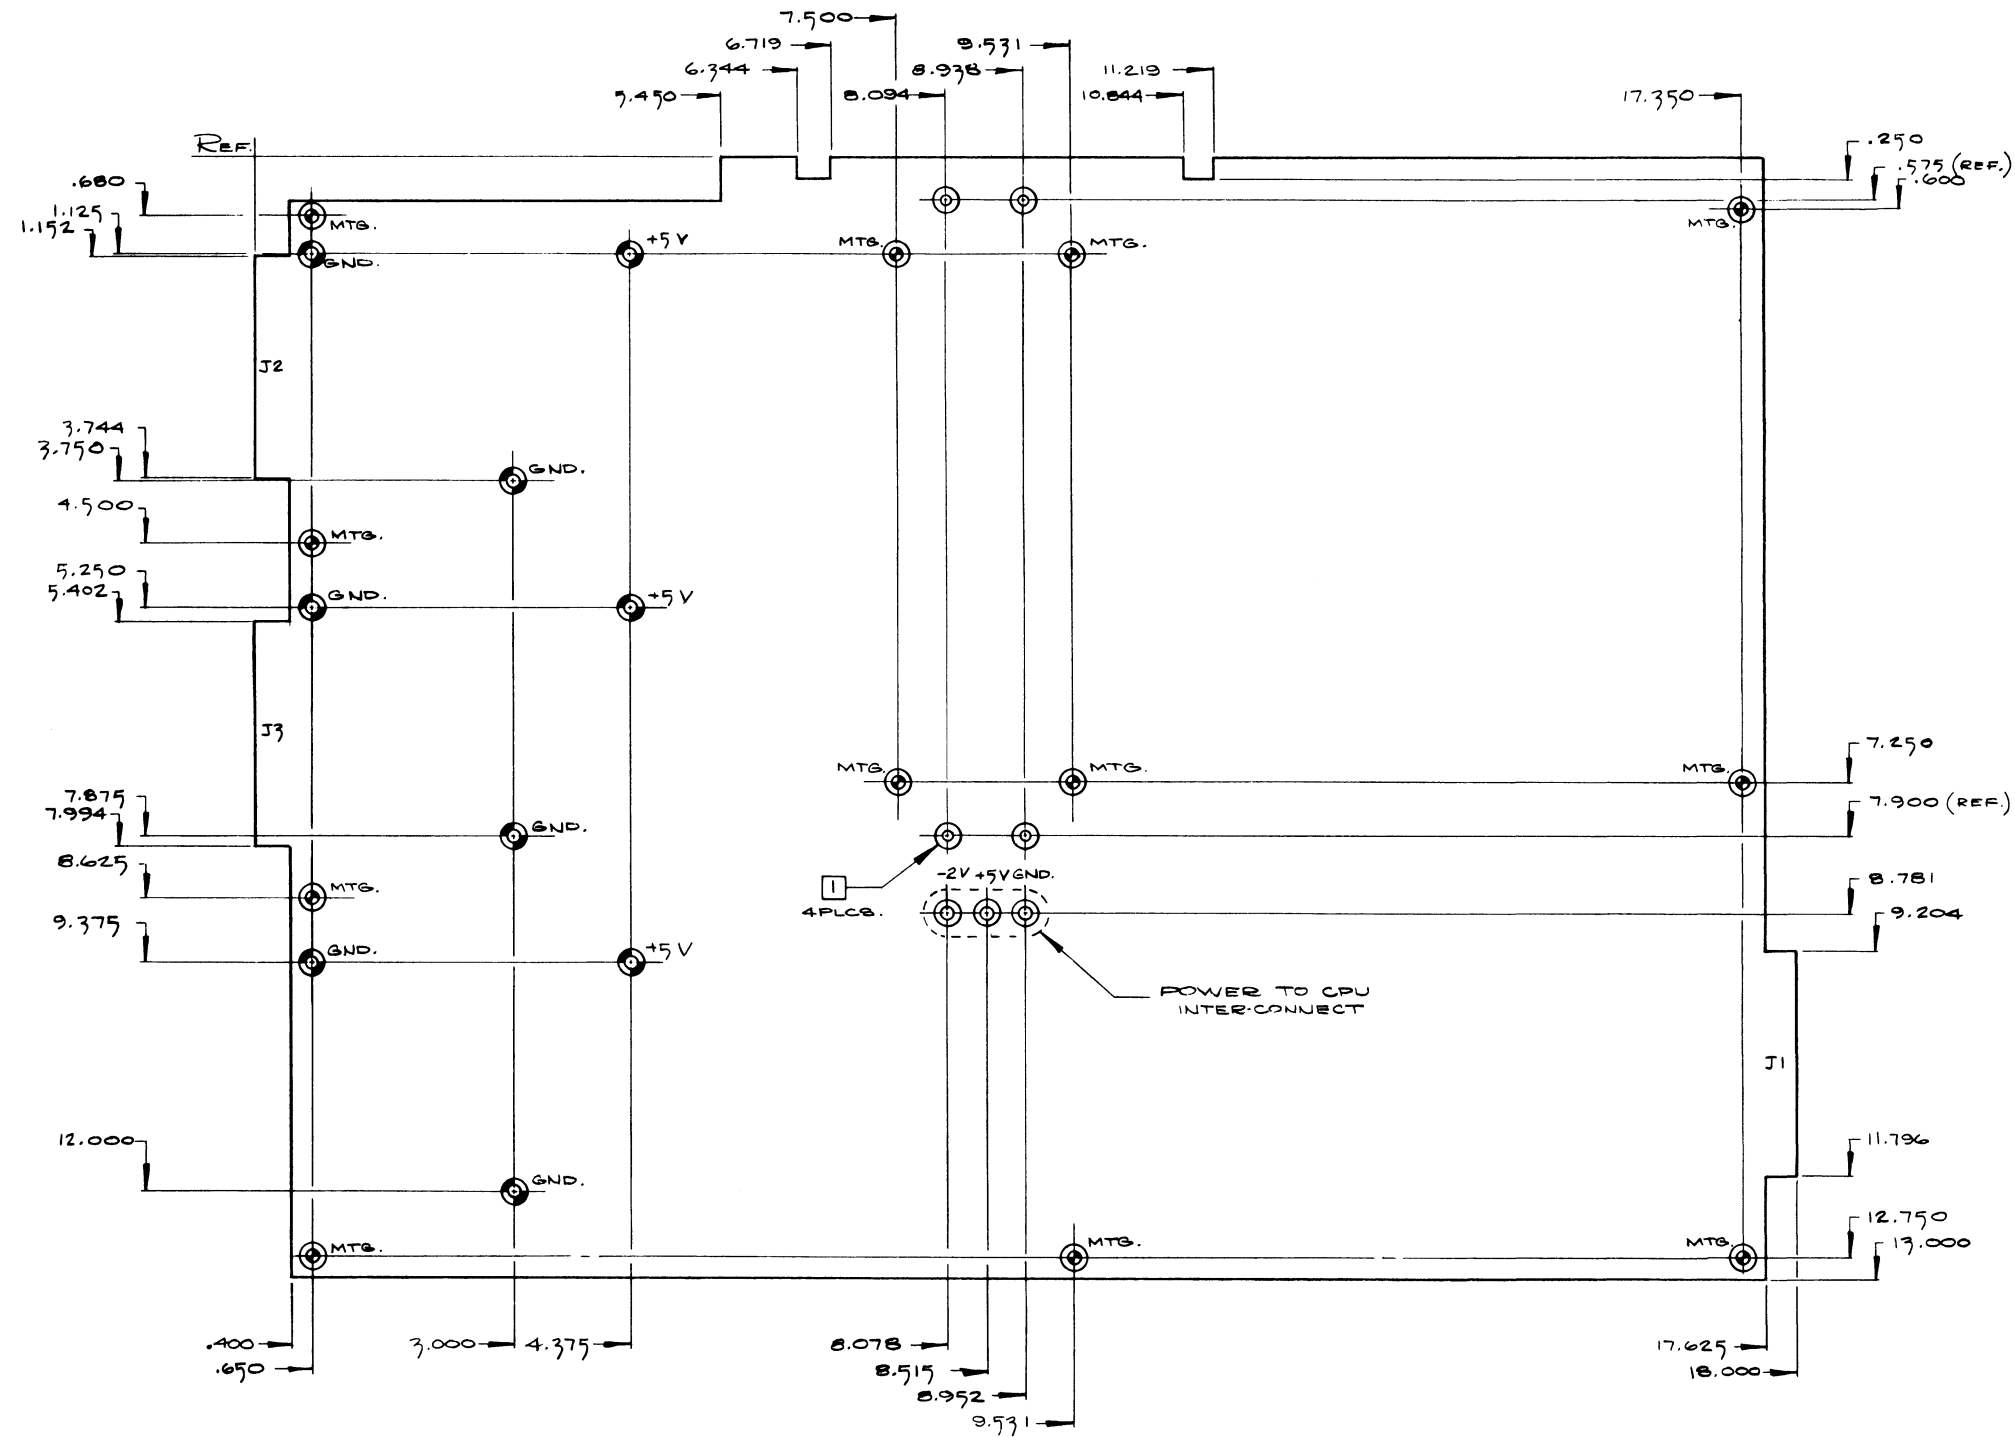 7.500
6.719
9.531
6.344
8.938
11.219
5.450
8.094
10.844
17.350
REF.
.250
.575 (REF.)
.600
.680
1.125
1.152
MTG.
GND.
+5V
MTG.
MTG.
MTG.
J2
3.744
3.750
GND.
4.500
MTG.
5.250
5.402
GND.
+5V
J3
MTG.
MTG.
MTG.
7.250
7.875
7.994
GND.
7.900 (REF.)
8.625
MTG.
1
4PLCS.
-2V +5V GND.
8.781
9.204
9.375
GND.
+5V
POWER TO CPU
INTER-CONNECT
J1
12.000
GND.
11.796
MTG.
MTG.
MTG.
12.750
13.000
.400
3.000
4.375
8.078
17.625
.650
8.515
18.000
8.952
9.531